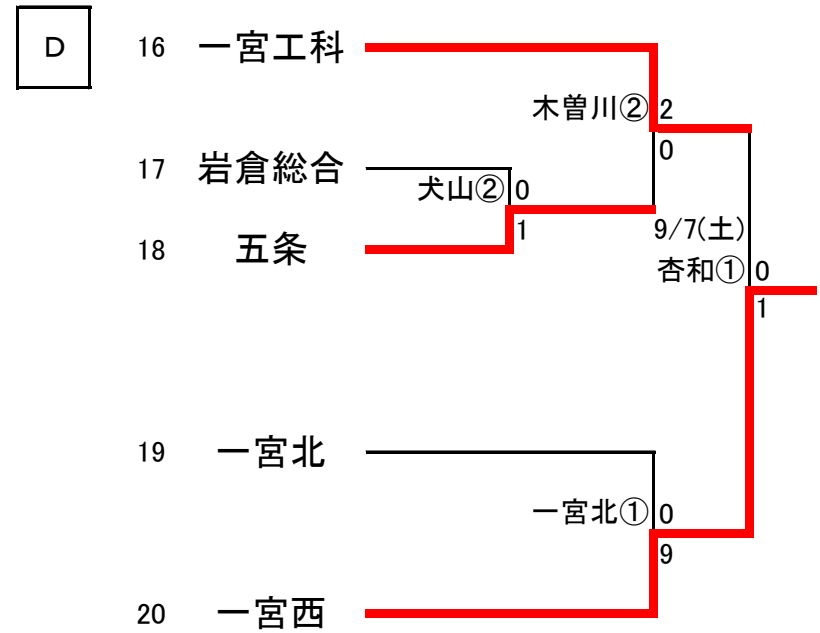 D
16 一宮工科
木曽川② 2
0
17 岩倉総合
犬山② 0
1
18 五条
9/7(土)
杏和① 0
1
19 一宮北
一宮北① 0
9
20 一宮西